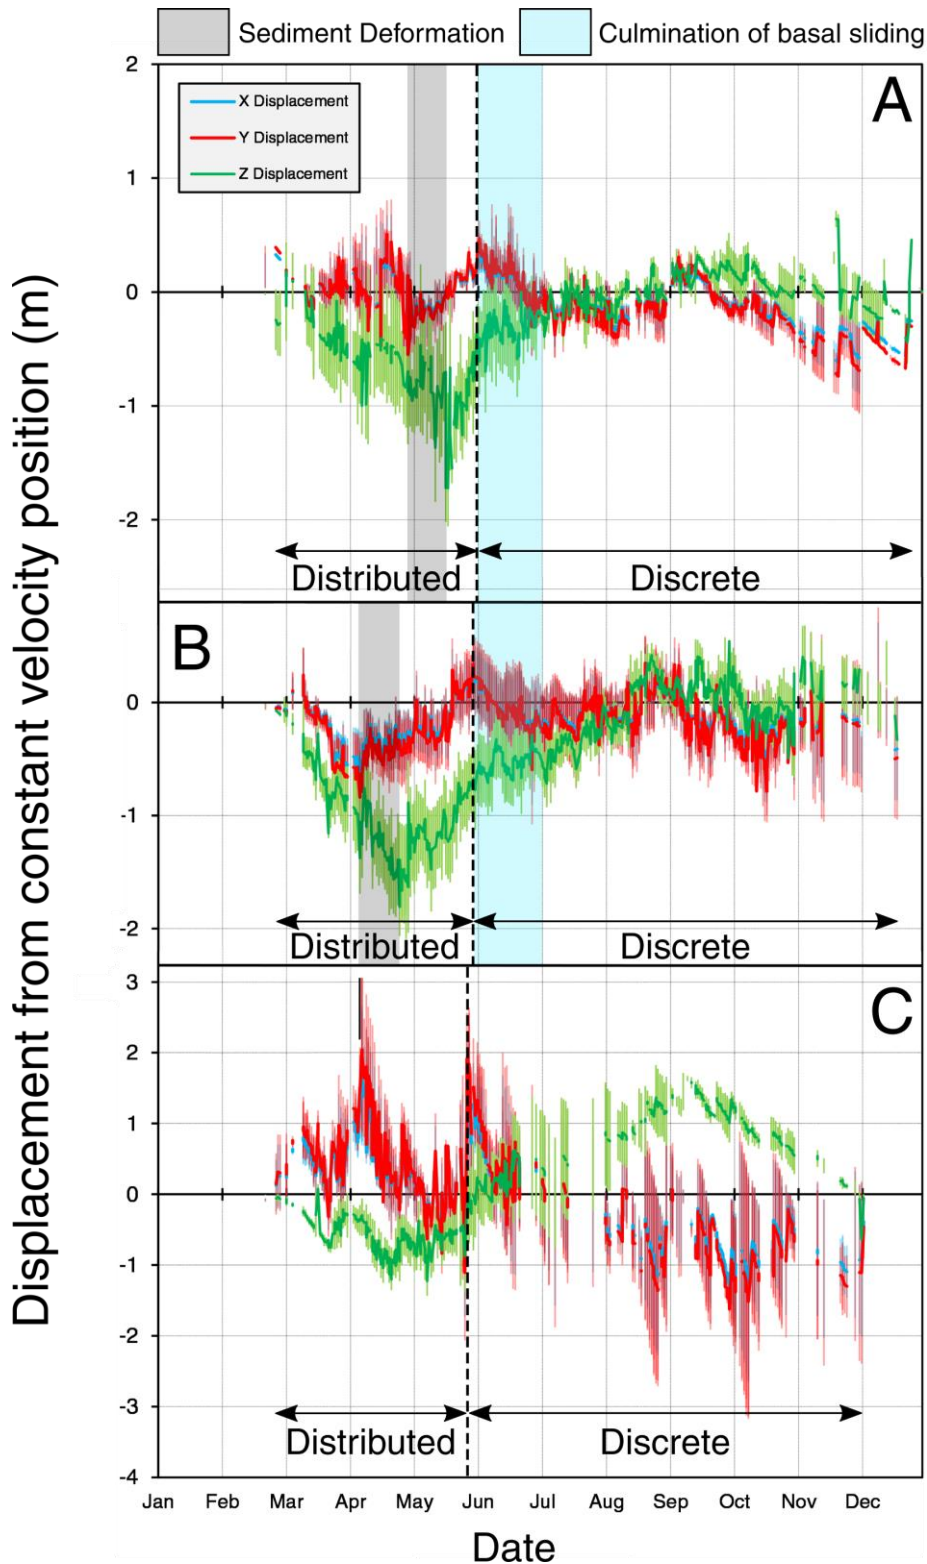 Sediment Deformation
Culmination of basal sliding
Displacement from constant velocity position (m)
2
1
0
-1
-2
X Displacement
Y Displacement
Z Displacement
A
Distributed
Discrete
B
0
-1
-2
Distributed
Discrete
C
3
2
1
0
-1
-2
-3
-4
Distributed
Discrete
Jan Feb Mar Apr May Jun Jul Aug Sep Oct Nov Dec
Date